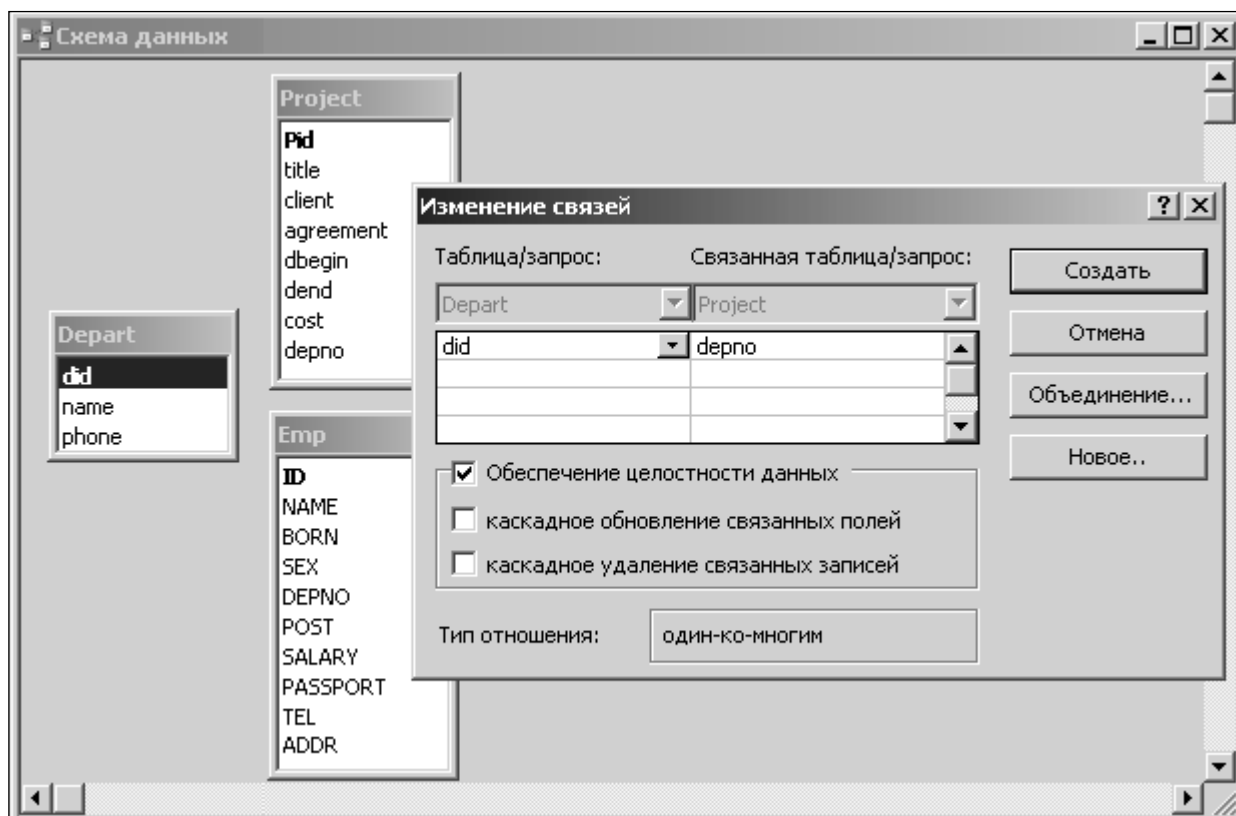 Схема данных
Project
Pid
title
client
agreement
dbegin
dend
cost
depno
Depart
did
name
phone
Emp
ID
NAME
BORN
SEX
DEPNO
POST
SALARY
PASSPORT
TEL
ADDR
Изменение связей
Таблица/запрос: Связанная таблица/запрос:
Depart Project
did depno
Обеспечение целостности данных
каскадное обновление связанных полей
каскадное удаление связанных записей
Тип отношения: один-ко-многим
Создать
Отмена
Объединение...
Новое..